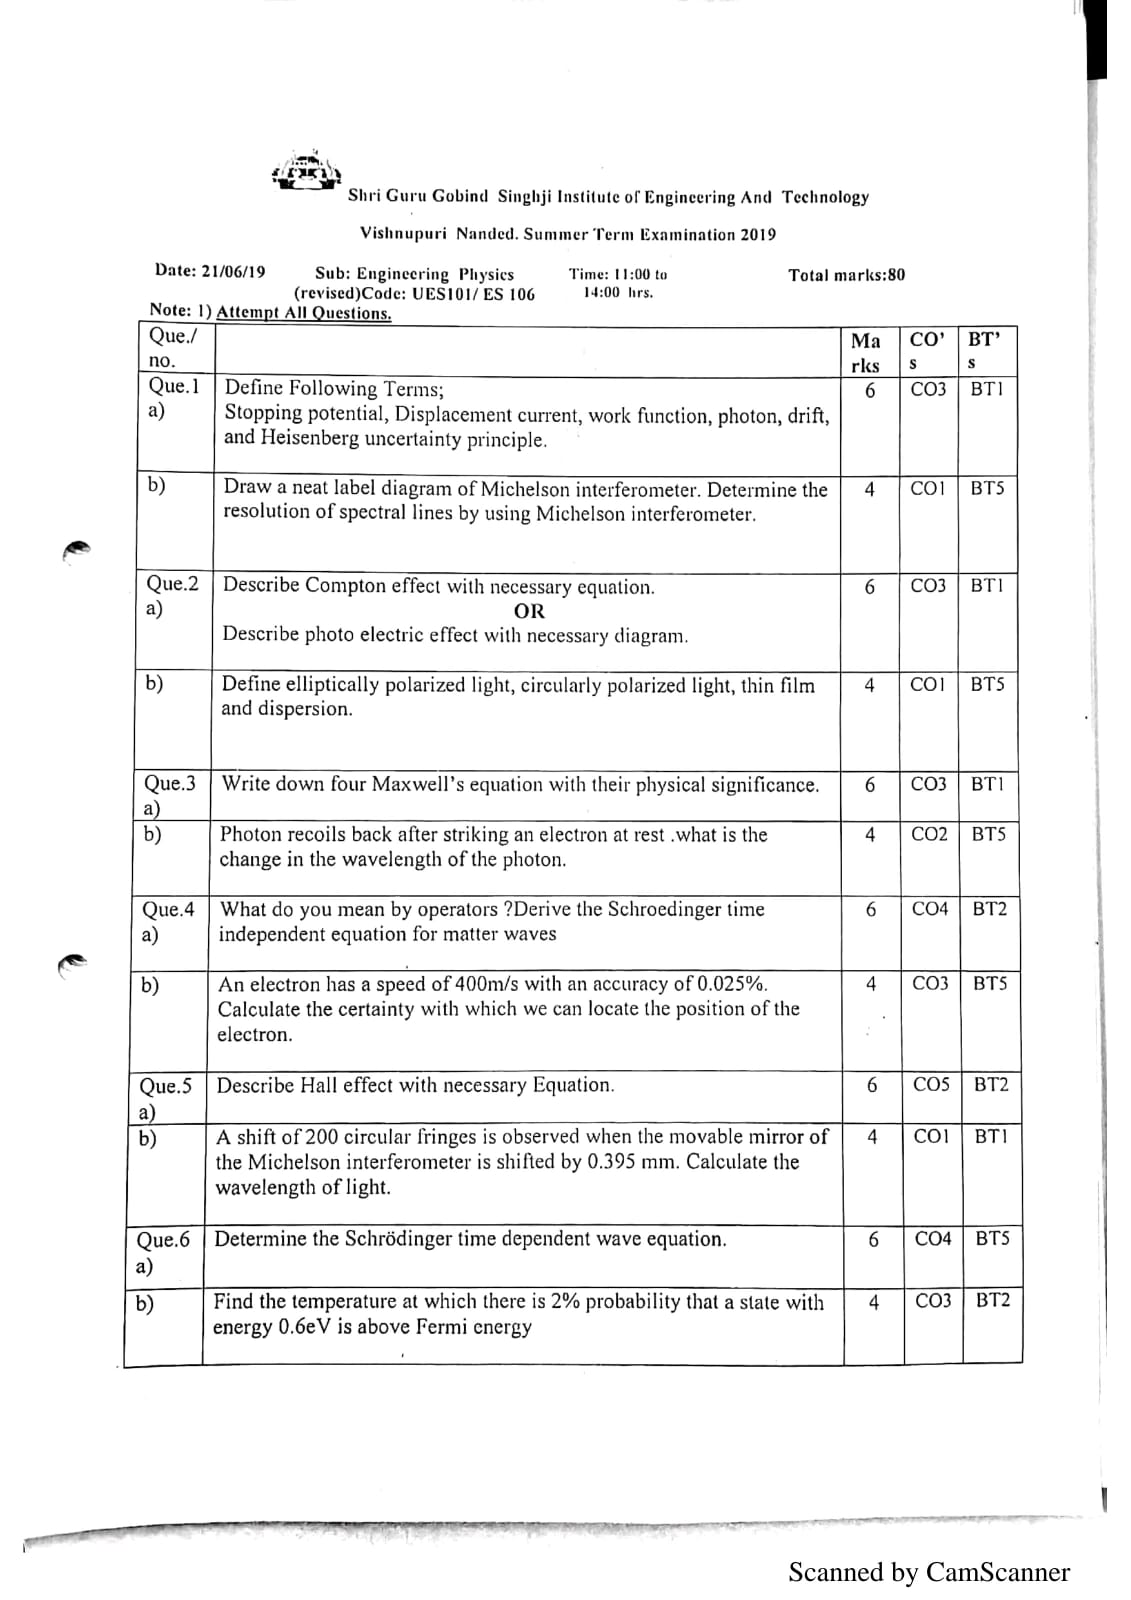 Shri Guru Gobind Singhji Institute of Engineering And Technology
Vishnupuri Nanded. Summer Term Examination 2019
Date: 21/06/19 Sub: Engineering Physics Time: 11:00 to Total marks:80
(revised)Code: UES101/ ES 106 14:00 hrs.
Note: 1) Attempt All Questions.
Que./ Ma CO' BT'
no. rks s s
Que.1 Define Following Terms; 6 CO3 BT1
a) Stopping potential, Displacement current, work function, photon, drift,
and Heisenberg uncertainty principle.
b) Draw a neat label diagram of Michelson interferometer. Determine the 4 CO1 BT5
resolution of spectral lines by using Michelson interferometer.
Que.2 Describe Compton effect with necessary equation. 6 CO3 BT1
a) OR
Describe photo electric effect with necessary diagram.
b) Define elliptically polarized light, circularly polarized light, thin film 4 CO1 BT5
and dispersion.
Que.3 Write down four Maxwell's equation with their physical significance. 6 CO3 BT1
a)
b) Photon recoils back after striking an electron at rest .what is the 4 CO2 BT5
change in the wavelength of the photon.
Que.4 What do you mean by operators ?Derive the Schroedinger time 6 CO4 BT2
a) independent equation for matter waves
b) An electron has a speed of 400m/s with an accuracy of 0.025%. 4 CO3 BT5
Calculate the certainty with which we can locate the position of the
electron.
Que.5 Describe Hall effect with necessary Equation. 6 CO5 BT2
a)
b) A shift of 200 circular fringes is observed when the movable mirror of 4 CO1 BT1
the Michelson interferometer is shifted by 0.395 mm. Calculate the
wavelength of light.
Que.6 Determine the Schrödinger time dependent wave equation. 6 CO4 BT5
a)
b) Find the temperature at which there is 2% probability that a state with 4 CO3 BT2
energy 0.6eV is above Fermi energy
Scanned by CamScanner